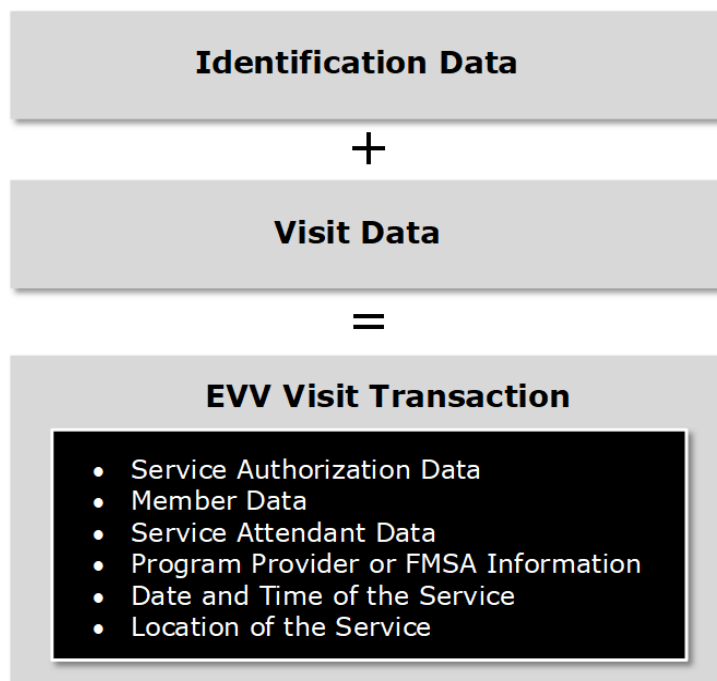 Identification Data
+
Visit Data
=
EVV Visit Transaction
• Service Authorization Data
• Member Data
• Service Attendant Data
• Program Provider or FMSA Information
• Date and Time of the Service
• Location of the Service